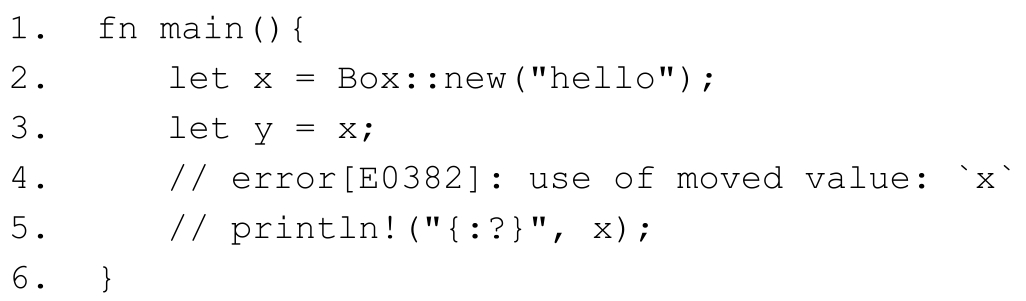 1. fn main(){
2.     let x = Box::new("hello");
3.     let y = x;
4.     // error[E0382]: use of moved value: `x`
5.     // println!("{:?}", x);
6. }